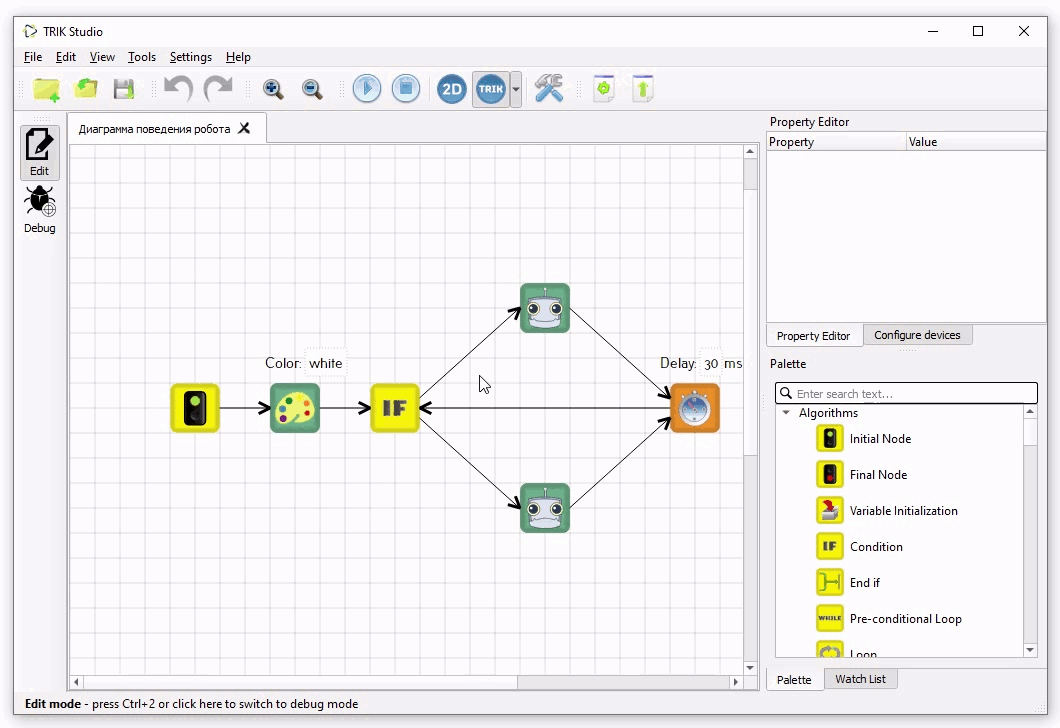 TRIK Studio
File Edit View Tools Settings Help
2D TRIK
Edit
Debug
Диаграмма поведения робота
Color: white
IF
Delay: 30 ms
Property Editor
Property Value
Property Editor Configure devices
Palette
Enter search text...
Algorithms
Initial Node
Final Node
Variable Initialization
IF Condition
End if
WHILE Pre-conditional Loop
Loop
Palette Watch List
Edit mode - press Ctrl+2 or click here to switch to debug mode